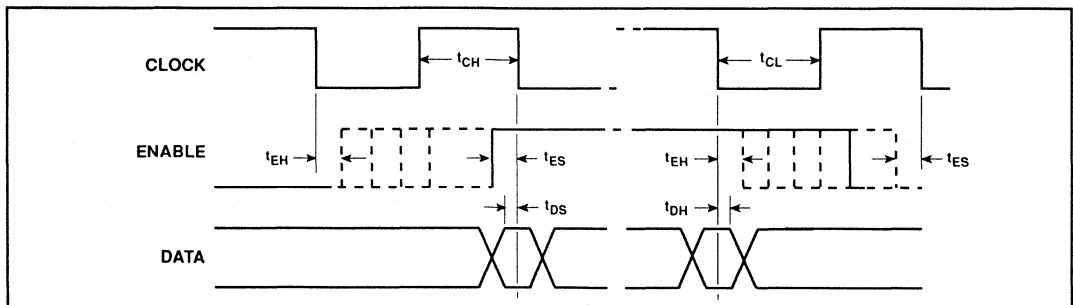 CLOCK
tCH
tCL
ENABLE
tEH
tES
tEH
tES
tDS
tDH
DATA